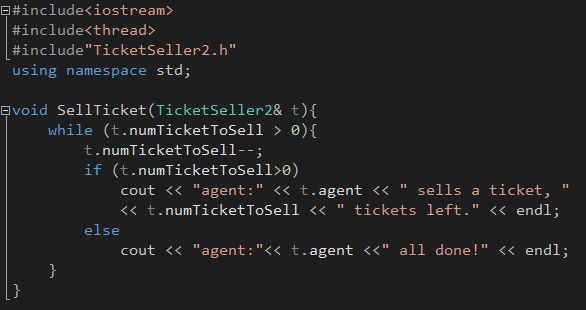 #include<iostream>
#include<thread>
#include"TicketSeller2.h"
using namespace std;

void SellTicket(TicketSeller2& t){
    while (t.numTicketToSell > 0){
        t.numTicketToSell--;
        if (t.numTicketToSell>0)
            cout << "agent:" << t.agent << " sells a ticket, "
            << t.numTicketToSell << " tickets left." << endl;
        else
            cout << "agent:"<< t.agent <<" all done!" << endl;
    }
}